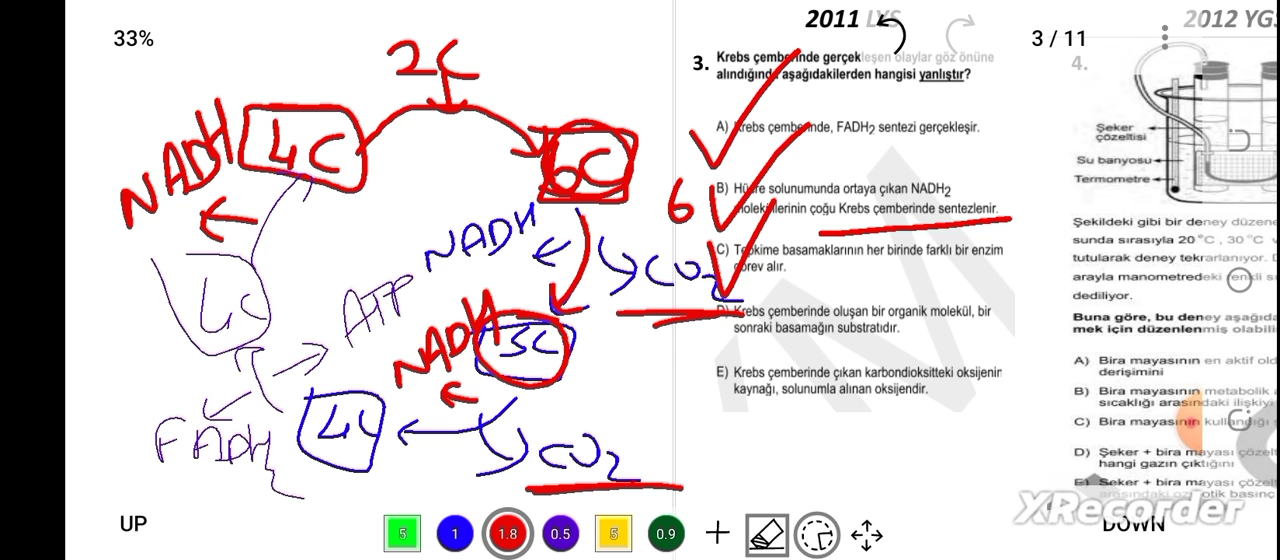 33%
2C
4C
6C
NADH
NADH
CO2
5C
NADH
CO2
4C
ATP
4C
FADH2
UP
5
1
1.8
0.5
5
0.9
2011 LYS
3. Krebs çemberinde gerçekleşen olaylar göz önüne
alındığında aşağıdakilerden hangisi yanlıştır?
A) Krebs çemberinde, FADH2 sentezi gerçekleşir.
B) Hücre solunumunda ortaya çıkan NADH2
moleküllerinin çoğu Krebs çemberinde sentezlenir.
6
C) Tepkime basamaklarının her birinde farklı bir enzim
görev alır.
D) Krebs çemberinde oluşan bir organik molekül, bir
sonraki basamağın substratıdır.
E) Krebs çemberinde çıkan karbondioksitteki oksijenin
kaynağı, solunumla alınan oksijendir.
3 / 11
2012 YGS
4.
Şeker
çözeltisi
Su banyosu
Termometre
Şekildeki gibi bir deney düzene
sunda sırasıyla 20 °C , 30 °C
tutularak deney tekrarlanıyor.
arayla manometredeki renkli
dediliyor.
Buna göre, bu deney aşağıda
mek için düzenlenmiş olabili
A) Bira mayasının en aktif old
derişimini
B) Bira mayasının metabolik
sıcaklığı arasındaki ilişkiyi
C) Bira mayasının kullandığı
D) Şeker + bira mayası çözel
hangi gazın çıktığını
E) Şeker + bira mayası çözel
arasındaki ozmotik basınç
XRecorder
DOWN